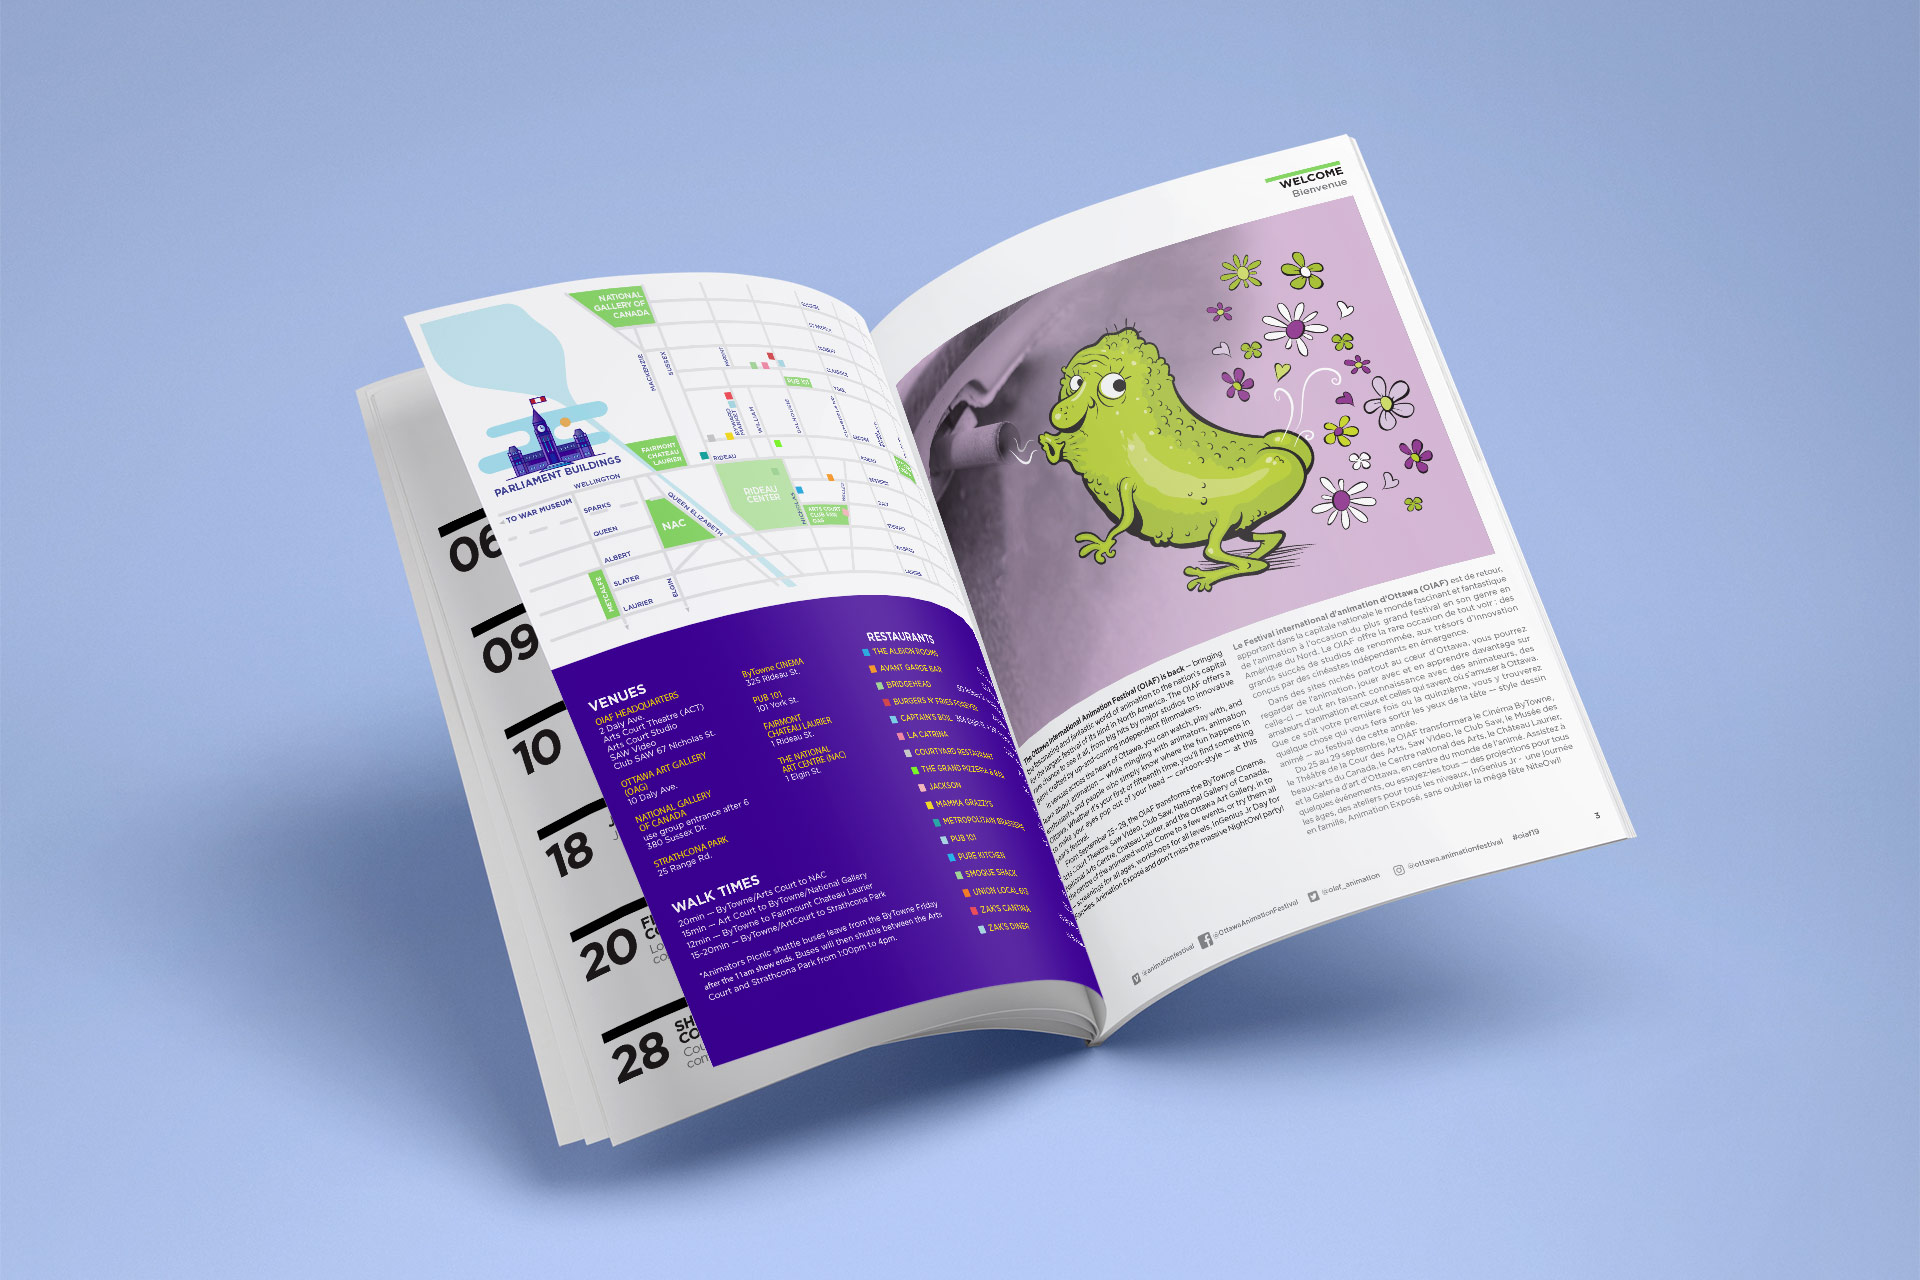 NATIONAL
GALLERY OF
CANADA
MACKENZIE
SUSSEX
PUB 101
WILLIAM
DALHOUSIE
FAIRMONT
CHATEAU
LAURIER
RIDEAU
RIDEAU
CENTER
ARTS COURT
PARLIAMENT BUILDINGS
WELLINGTON
TO WAR MUSEUM
SPARKS
QUEEN
QUEEN ELIZABETH
NAC
ALBERT
SLATER
LAURIER
METCALFE
ELGIN
VENUES
OIAF HEADQUARTERS
2 Daly Ave.
Arts Court Theatre (ACT)
Arts Court Studio
SAW Video
Club SAW 67 Nicholas St.
OTTAWA ART GALLERY
(OAG)
10 Daly Ave.
NATIONAL GALLERY
OF CANADA
use group entrance after 6
380 Sussex Dr.
STRATHCONA PARK
25 Range Rd.
ByTowne CINEMA
325 Rideau St.
PUB 101
101 York St.
FAIRMONT
CHATEAU LAURIER
1 Rideau St.
THE NATIONAL
ART CENTRE (NAC)
1 Elgin St.
RESTAURANTS
THE ALBION ROOMS
AVANT GARDE BAR
BRIDGEHEAD
BURGERS N' FRIES FOREVER
CAPTAIN'S BOIL
LA CATRINA
COURTYARD RESTAURANT
THE GRAND PIZZERIA & BAR
JACKSON
MAMMA GRAZZI'S
METROPOLITAIN BRASSERIE
PUB 101
PURE KITCHEN
SMOQUE SHACK
UNION LOCAL 613
ZAK'S CANTINA
ZAK'S DINER
WALK TIMES
20min — ByTowne/Arts Court to NAC
15min — Art Court to ByTowne/National Gallery
12min — ByTowne to Fairmount Chateau Laurier
15-20min — ByTowne/ArtCourt to Strathcona Park
*Animators Picnic shuttle buses leave from the ByTowne Friday
after the 11am show ends. Buses will then shuttle between the Arts
Court and Strathcona Park from 1:00pm to 4pm.
06
09
10
18
20
28
WELCOME
Bienvenue
The Ottawa International Animation Festival (OIAF) is back — bringing
the fascinating and fantastic world of animation to the nation's capital
for the largest festival of its kind in North America. The OIAF offers a
chance to see it all, from big hits by major studios to innovative
gems crafted by up-and-coming independent filmmakers.
In venues across the heart of Ottawa, you can watch, play with, and
learn about animation — while mingling with animators, animation
enthusiasts, and people who simply know where the fun happens in
Ottawa. Whether it's your first or fifteenth time, you'll find something
to make your eyes pop out of your head — cartoon-style — at this
year's festival.
From September 25-29, the OIAF transforms the ByTowne Cinema,
Arts Court Theatre, Saw Video, Club Saw, National Gallery of Canada,
National Arts Centre, Chateau Laurier, and the Ottawa Art Gallery, into
the centre of the animated world. Come to a few events, or try them all
— screenings for all ages, workshops for all levels, InGenius Jr Day for
families, Animation Exposé and don't miss the massive NightOwl party!
Le Festival international d'animation d'Ottawa (OIAF) est de retour,
apportant dans la capitale nationale le monde fascinant et fantastique
de l'animation à l'occasion du plus grand festival en son genre en
Amérique du Nord. Le OIAF offre la rare occasion de tout voir : des
grands succès de studios de renommée, aux trésors d'innovation
conçus par des cinéastes indépendants en émergence.
Dans des sites nichés partout au cœur d'Ottawa, vous pourrez
regarder de l'animation, jouer avec et en apprendre davantage sur
celle-ci — tout en faisant connaissance avec des animateurs, des
amateurs d'animation et ceux et celles qui savent où s'amuser à Ottawa.
Que ce soit votre première fois ou la quinzième, vous y trouverez
quelque chose qui vous fera sortir les yeux de la tête — style dessin
animé — au festival de cette année.
Du 25 au 29 septembre, le OIAF transformera le Cinéma ByTowne,
le Théâtre de la Cour des Arts, Saw Video, le Club Saw, le Musée des
beaux-arts du Canada, le Centre national des Arts, le Château Laurier,
et la Galerie d'art d'Ottawa, en centre du monde de l'animé. Assistez à
quelques événements, ou essayez-les tous — des projections pour tous
les âges, des ateliers pour tous les niveaux, InGenius Jr - une journée
en famille, Animation Exposé, sans oublier la méga fête NiteOwl!
@animationfestival
@OttawaAnimationFestival
@oiaf_animation
@ottawa.animationfestival
#oiaf19
3